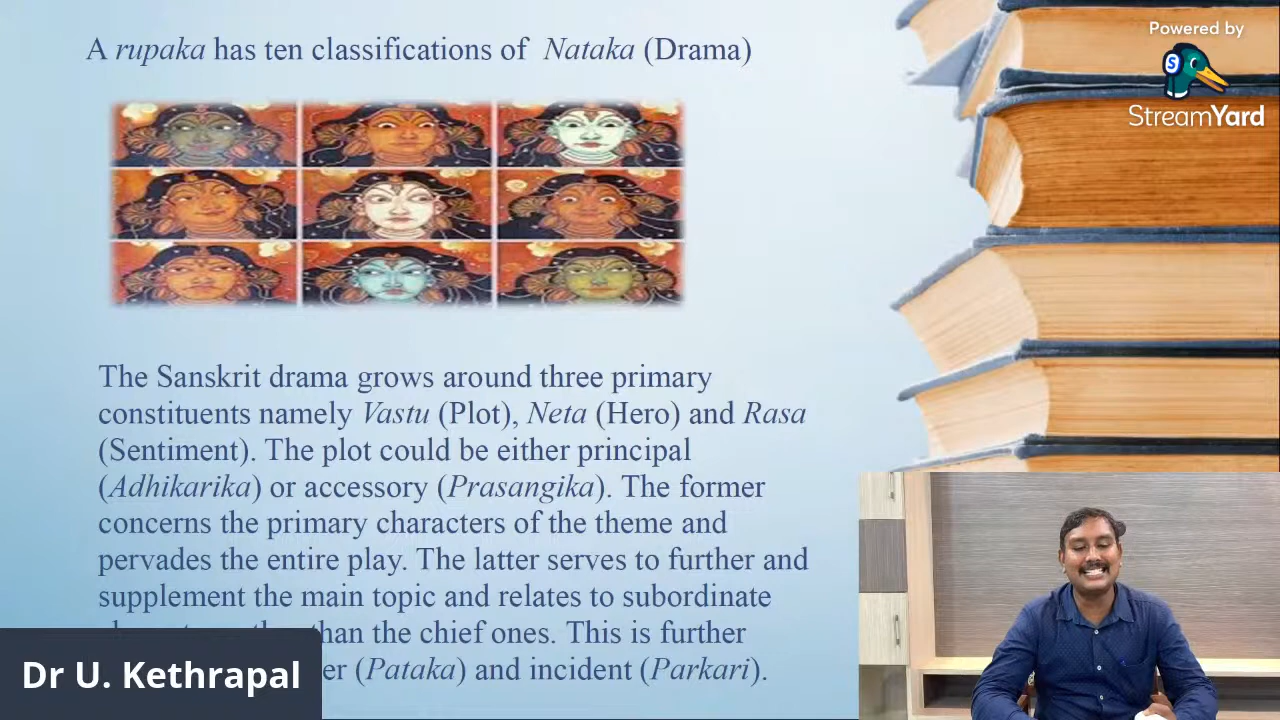 A rupaka has ten classifications of Nataka (Drama)
Powered by
S
StreamYard
The Sanskrit drama grows around three primary
constituents namely Vastu (Plot), Neta (Hero) and Rasa
(Sentiment). The plot could be either principal
(Adhikarika) or accessory (Prasangika). The former
concerns the primary characters of the theme and
pervades the entire play. The latter serves to further and
supplement the main topic and relates to subordinate
than the chief ones. This is further
(Pataka) and incident (Parkari).
Dr U. Kethrapal